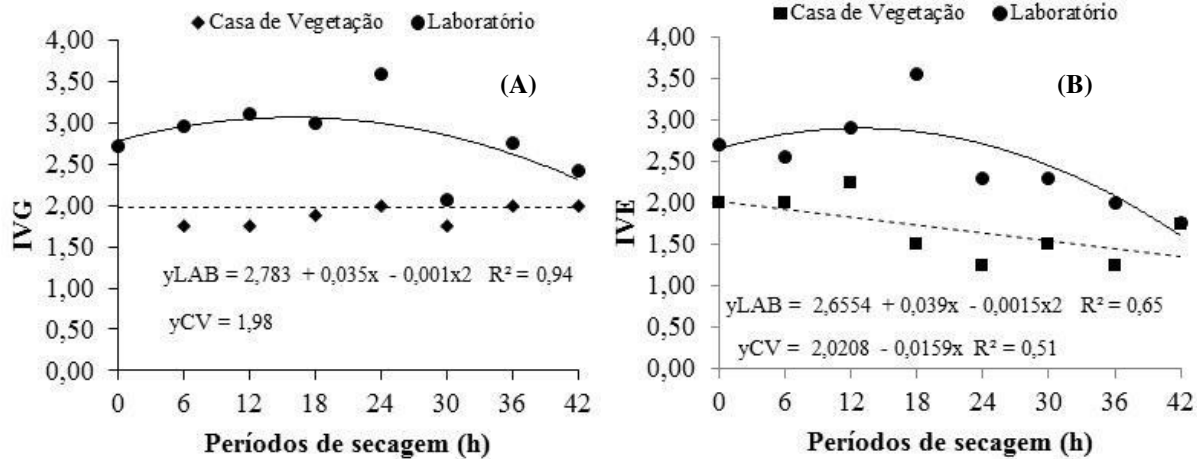 ◆ Casa de Vegetação ● Laboratório
(A)
IVG
4,00
3,50
3,00
2,50
2,00
1,50
1,00
0,50
0,00
yLAB = 2,783 + 0,035x - 0,001x2 R² = 0,94
yCV = 1,98
0 6 12 18 24 30 36 42
Períodos de secagem (h)
■ Casa de Vegetação ● Laboratório
(B)
IVE
4,00
3,50
3,00
2,50
2,00
1,50
1,00
0,50
0,00
yLAB = 2,6554 + 0,039x - 0,0015x2 R² = 0,65
yCV = 2,0208 - 0,0159x R² = 0,51
0 6 12 18 24 30 36 42
Períodos de secagem (h)